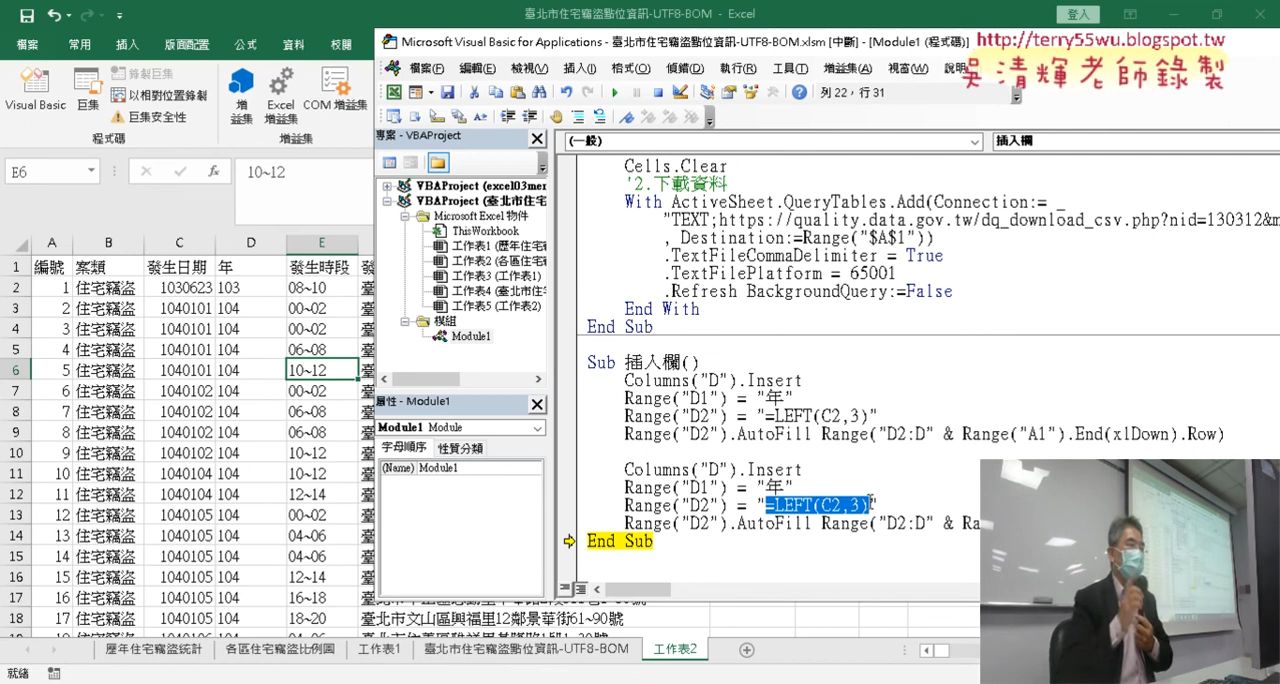 臺北市住宅竊盜點位資訊-UTF8-BOM - Excel
登入
檔案 常用 插入 版面配置 公式 資料 校閱
Visual Basic 巨集
錄製巨集
以相對位置錄製
巨集安全性
程式碼
增益集 Excel 增益集 COM 增益集
增益集
E6 fx 10~12
A B C D E
1 編號 案類 發生日期 年 發生時段
2 1 住宅竊盜 1030623 103 08~10
3 2 住宅竊盜 1040101 104 00~02
4 3 住宅竊盜 1040101 104 00~02
5 4 住宅竊盜 1040101 104 06~08
6 5 住宅竊盜 1040101 104 10~12
7 6 住宅竊盜 1040102 104 00~02
8 7 住宅竊盜 1040102 104 06~08
9 8 住宅竊盜 1040102 104 06~08
10 9 住宅竊盜 1040102 104 10~12
11 10 住宅竊盜 1040104 104 10~12
12 11 住宅竊盜 1040105 104 12~14
13 12 住宅竊盜 1040105 104 00~02
14 13 住宅竊盜 1040105 104 04~06
15 14 住宅竊盜 1040105 104 04~06
16 15 住宅竊盜 1040105 104 12~14
17 16 住宅竊盜 1040105 104 16~18
18 17 住宅竊盜 1040105 104 18~20 臺北市文山區興福里12鄰景華街61~90號
歷年住宅竊盜統計 各區住宅竊盜比例圖 工作表1 臺北市住宅竊盜點位資訊-UTF8-BOM 工作表2
就緒
Microsoft Visual Basic for Applications - 臺北市住宅竊盜點位資訊-UTF8-BOM.xlsm [中斷] - [Module1 (程式碼)]
http://terry55wu.blogspot.tw
吳清輝老師錄製
檔案(F) 編輯(E) 檢視(V) 插入(I) 格式(O) 偵錯(D) 執行(R) 工具(T) 增益集(A) 視窗(W) 說明
列 22，行 31
專案 - VBAProject
VBAProject (excel03men
VBAProject (臺北市住宅
Microsoft Excel 物件
ThisWorkbook
工作表1 (歷年住宅
工作表2 (各區住宅
工作表3 (工作表1)
工作表4 (臺北市住
工作表5 (工作表2)
模組
Module1
屬性 - Module1
Module1 Module
字母順序 性質分類
(Name) Module1
(一般) 插入欄
Cells.Clear
'2.下載資料
With ActiveSheet.QueryTables.Add(Connection:= _
"TEXT;https://quality.data.gov.tw/dq_download_csv.php?nid=130312&m
, Destination:=Range("$A$1"))
.TextFileCommaDelimiter = True
.TextFilePlatform = 65001
.Refresh BackgroundQuery:=False
End With
End Sub
Sub 插入欄()
Columns("D").Insert
Range("D1") = "年"
Range("D2") = "=LEFT(C2,3)"
Range("D2").AutoFill Range("D2:D" & Range("A1").End(xlDown).Row)
Columns("D").Insert
Range("D1") = "年"
Range("D2") = "=LEFT(C2,3)"
Range("D2").AutoFill Range("D2:D" & Ra
End Sub